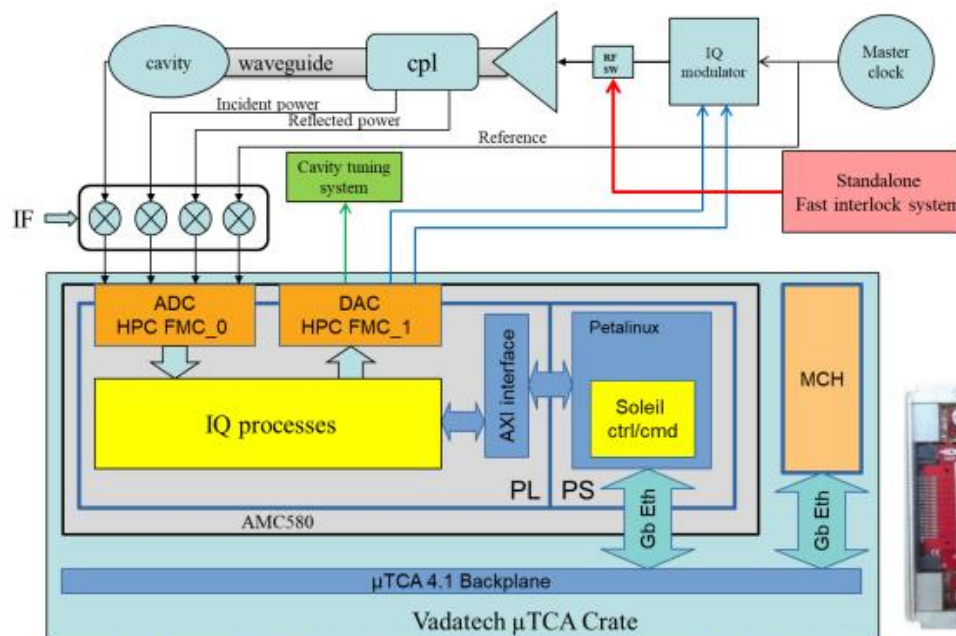 cavity
waveguide
cpl
RF
SW
IQ
modulator
Master
clock
Incident power
Reflected power
Reference
Cavity tuning
system
Standalone
Fast interlock system
IF
ADC
HPC FMC_0
DAC
HPC FMC_1
AXI interface
Petalinux
Soleil
ctrl/cmd
MCH
IQ processes
PL
PS
Gb Eth
Gb Eth
AMC580
µTCA 4.1 Backplane
Vadatech µTCA Crate